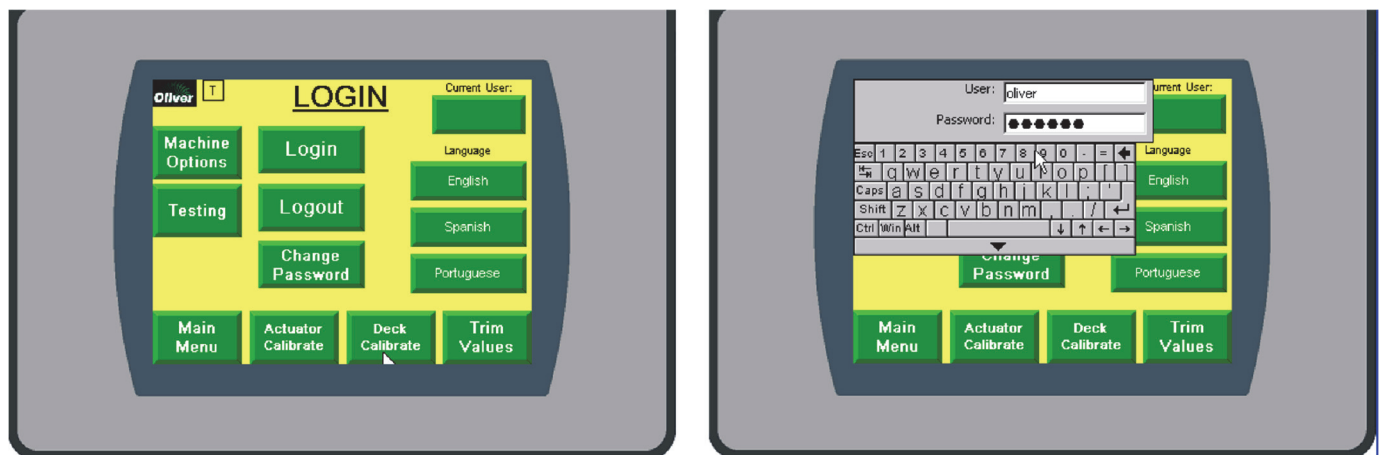 Oliver T LOGIN Current User:
Machine Options
Login
Language
English
Testing
Logout
Spanish
Change Password
Portuguese
Main Menu
Actuator Calibrate
Deck Calibrate
Trim Values
User: oliver
Password: ●●●●●●
urrent User:
Esc 1 2 3 4 5 6 7 8 9 0 - =
Language
q w e r t y u i o p [ ]
English
Caps a s d f g h j k l ; '
Shift z x c v b n m , . /
Ctrl Win Alt
Spanish
Change Password
Portuguese
Main Menu
Actuator Calibrate
Deck Calibrate
Trim Values